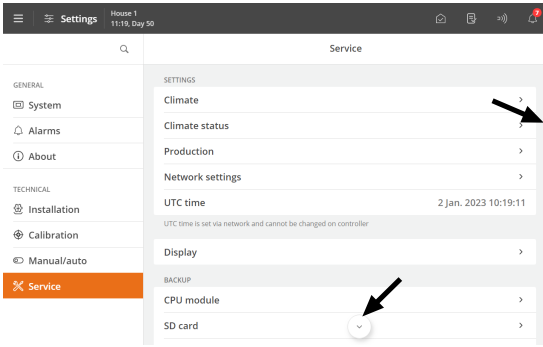 Settings
House 1
11:19, Day 50
7
Service
GENERAL
System
Alarms
About
TECHNICAL
Installation
Calibration
Manual/auto
Service
SETTINGS
Climate
Climate status
Production
Network settings
UTC time 2 Jan. 2023 10:19:11
UTC time is set via network and cannot be changed on controller
Display
BACKUP
CPU module
SD card